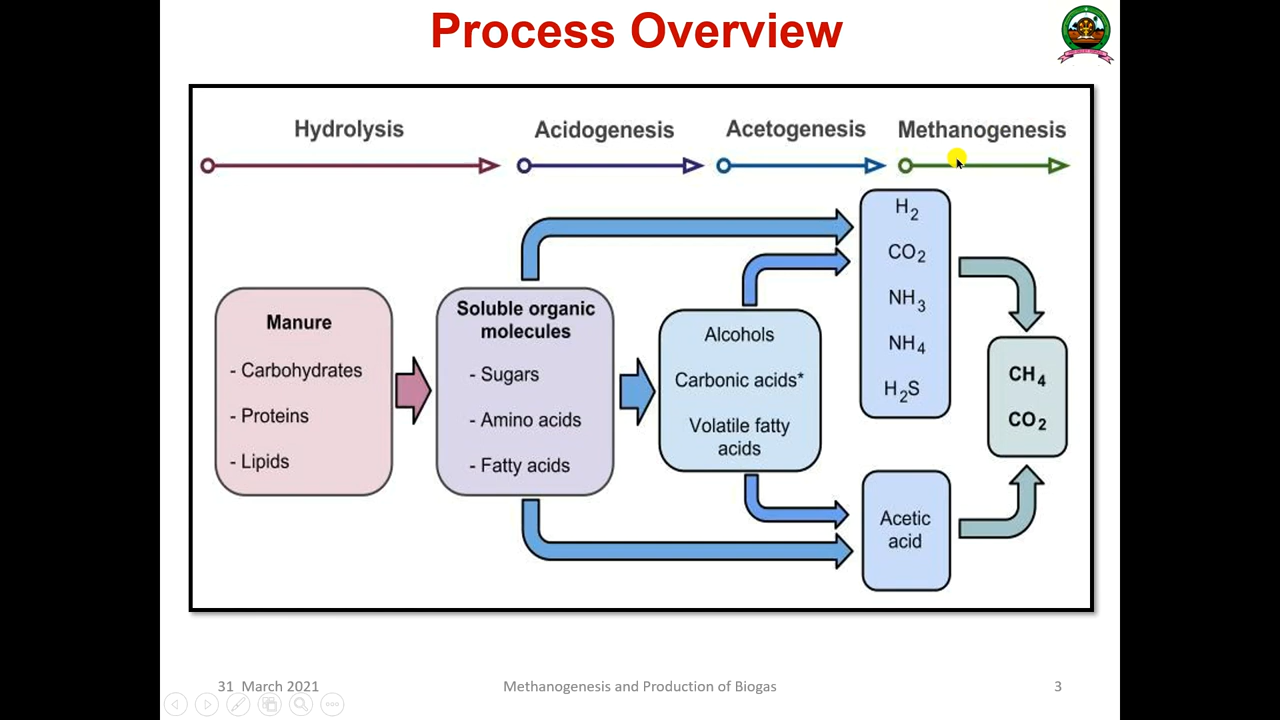 Process Overview
Hydrolysis
Acidogenesis
Acetogenesis
Methanogenesis
Manure
- Carbohydrates
- Proteins
- Lipids
Soluble organic
molecules
- Sugars
- Amino acids
- Fatty acids
Alcohols
Carbonic acids*
Volatile fatty
acids
H2
CO2
NH3
NH4
H2S
Acetic
acid
CH4
CO2
31 March 2021
Methanogenesis and Production of Biogas
3